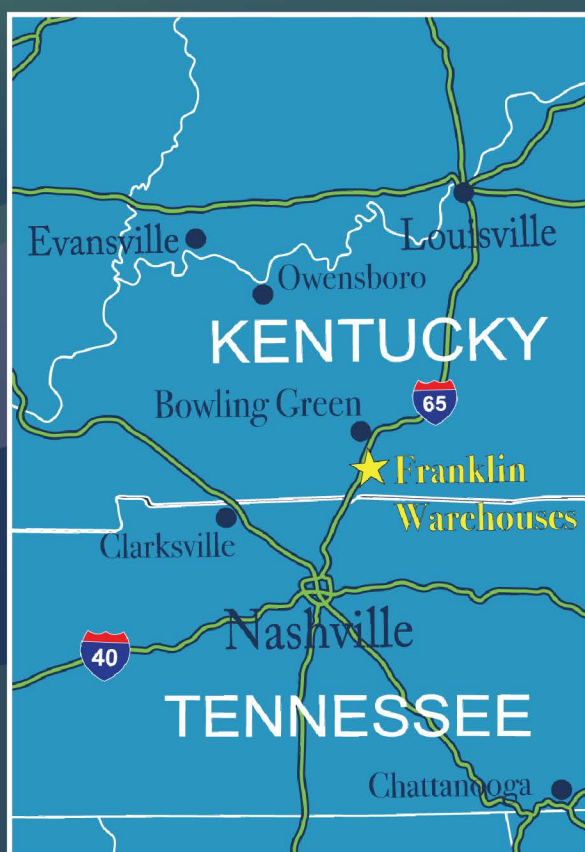 Evansville
Louisville
Owensboro
KENTUCKY
65
Bowling Green
Franklin
Warehouses
Clarksville
Nashville
40
TENNESSEE
Chattanooga